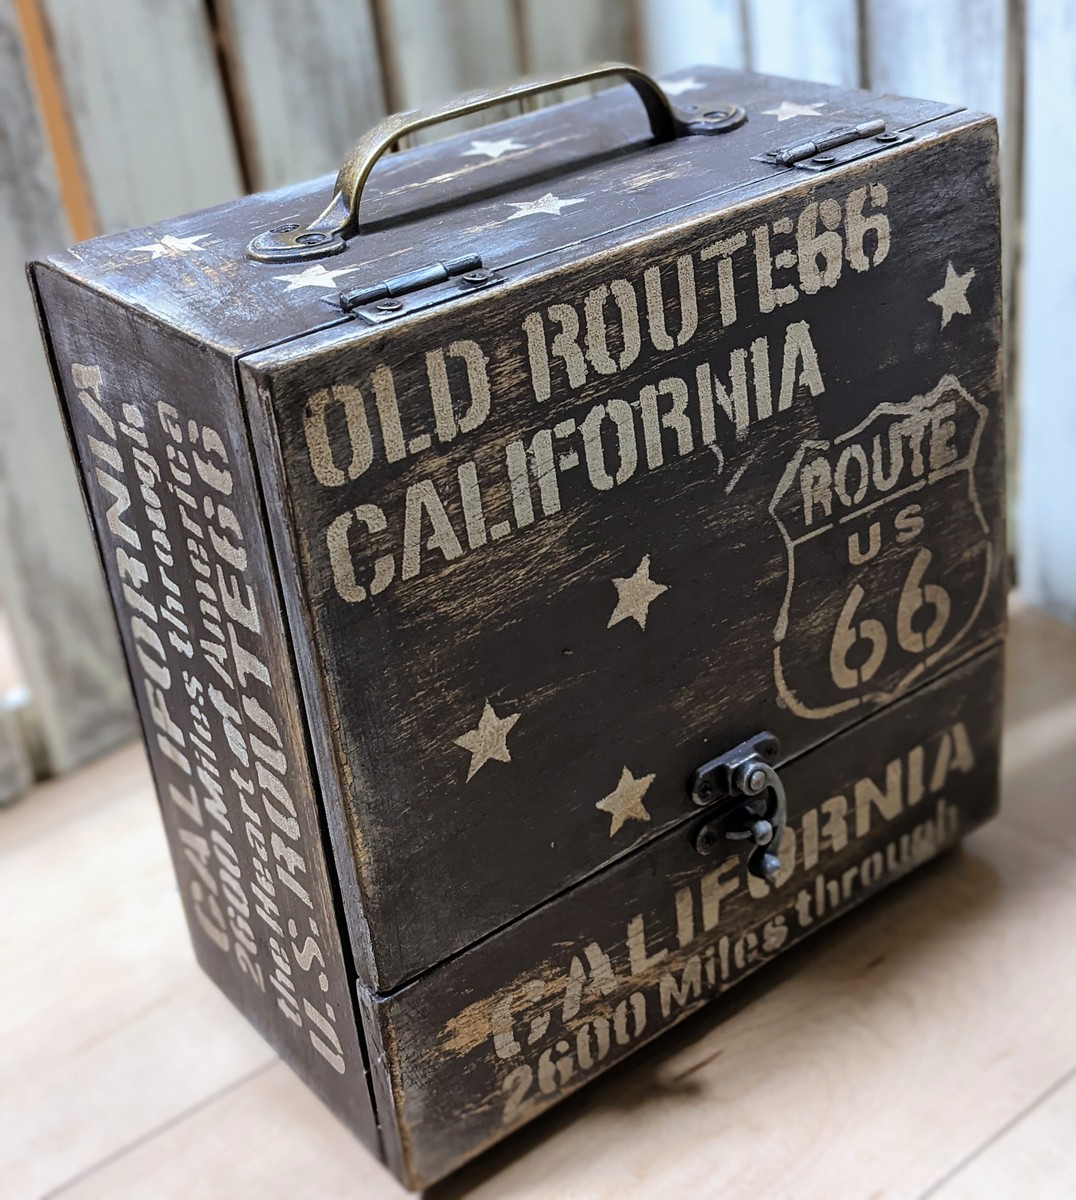 OLD ROUTE66
CALIFORNIA
ROUTE
US
66
CALIFORNIA
2600 Miles through
CALIFORNIA
2600 Miles through
the Heart of America
U.S. ROUTE66